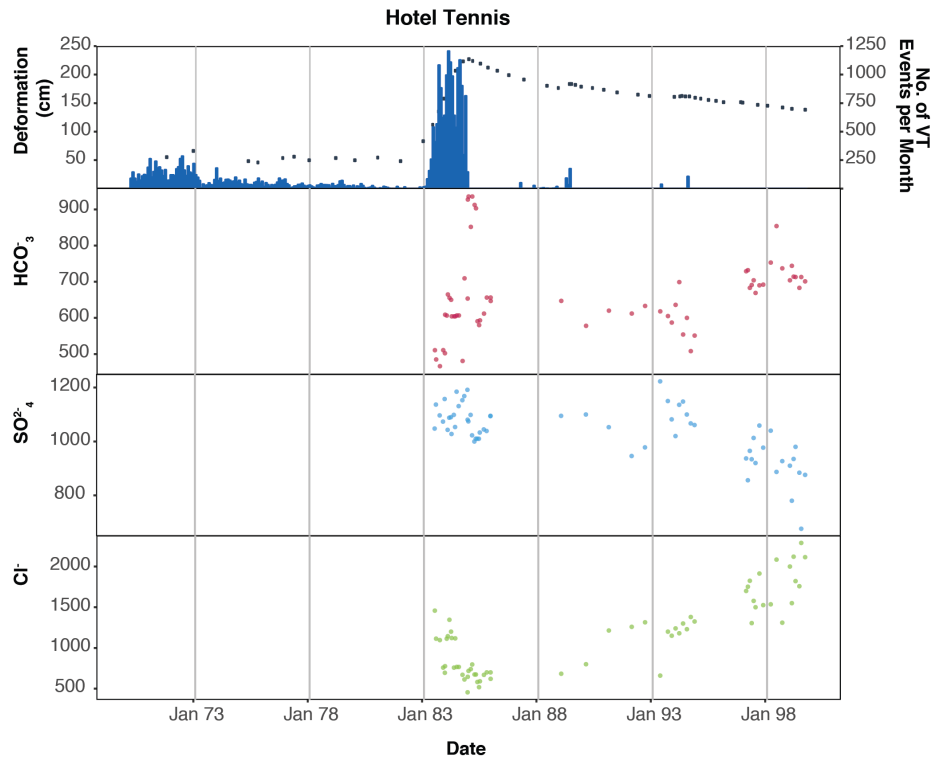 Hotel Tennis
250
200
150
100
50
Deformation
(cm)
1250
1000
750
500
250
No. of VT
Events per Month
900
800
700
600
500
HCO⁻₃
1200
1000
800
SO²⁻₄
2000
1500
1000
500
Cl⁻
Jan 73 Jan 78 Jan 83 Jan 88 Jan 93 Jan 98
Date